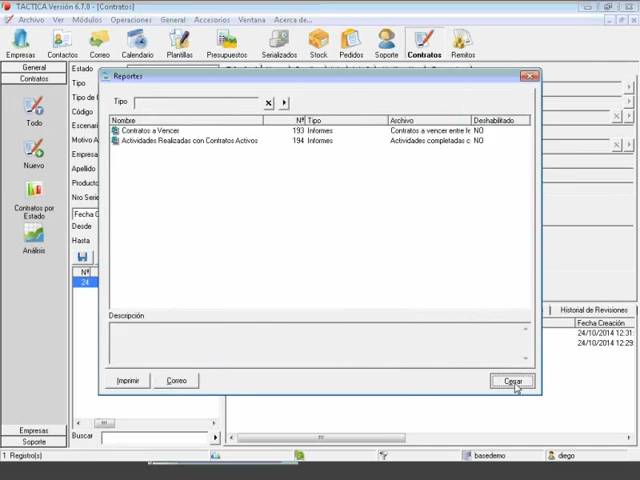 TACTICA Versión 6.7.0 - [Contratos]
Archivo Ver Módulos Operaciones General Accesorios Ventana Acerca de...
Empresas Contactos Correo Calendario Plantillas Presupuestos Serializados Stock Pedidos Soporte Contratos Remitos
General
Contratos
Todo
Nuevo
Contratos por Estado
Análisis
Empresas
Soporte
Estado
Tipo
Tipo de
Código
Escenari
Motivo A
Empresa
Apellido
Producto
Nro Serie
Fecha C
Desde
Hasta
Nº
24
Buscar
Reportes
Tipo
Nombre Nº Tipo Archivo Deshabilitado
Contratos a Vencer 193 Informes Contratos a vencer entre fe NO
Actividades Realizadas con Contratos Activos 194 Informes Actividades completadas c NO
Descripción
Imprimir Correo Cerrar
Historial de Revisiones
Fecha Creación
24/10/2014 12:31:
24/10/2014 12:29:
1 Registro(s) basedemo diego